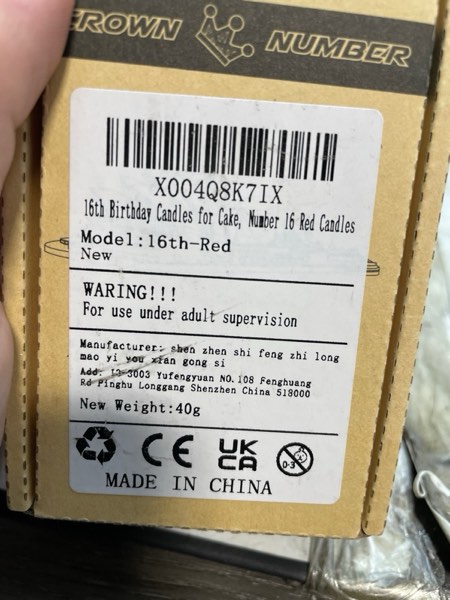 CROWN NUMBER
X004Q8K7IX
16th Birthday Candles for Cake, Number 16 Red Candles
Model:16th-Red
New
WARING!!!
For use under adult supervision
Manufacturer: shen zhen shi feng zhi long
mao yi you xian gong si
Add: 13-3003 Yufengyuan NO.108 Fenghuang
Rd Pinghu Longgang Shenzhen China 518000
New Weight:40g
CE UK CA 0-3
MADE IN CHINA